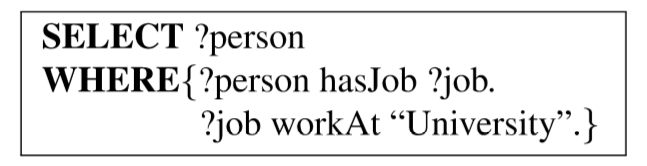 SELECT ?person
WHERE{?person hasJob ?job.
?job workAt “University”.}